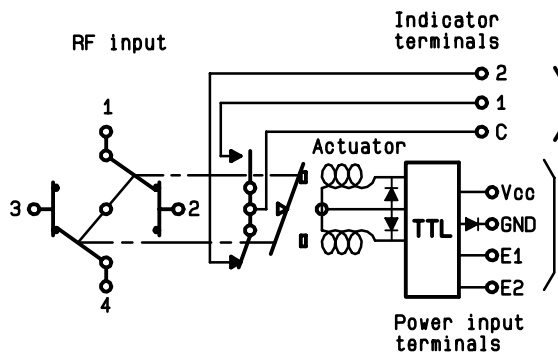 Indicator
terminals
RF input
2
1
C
1
Actuator
3
2
TTL
Vcc
GND
E1
E2
4
Power input
terminals